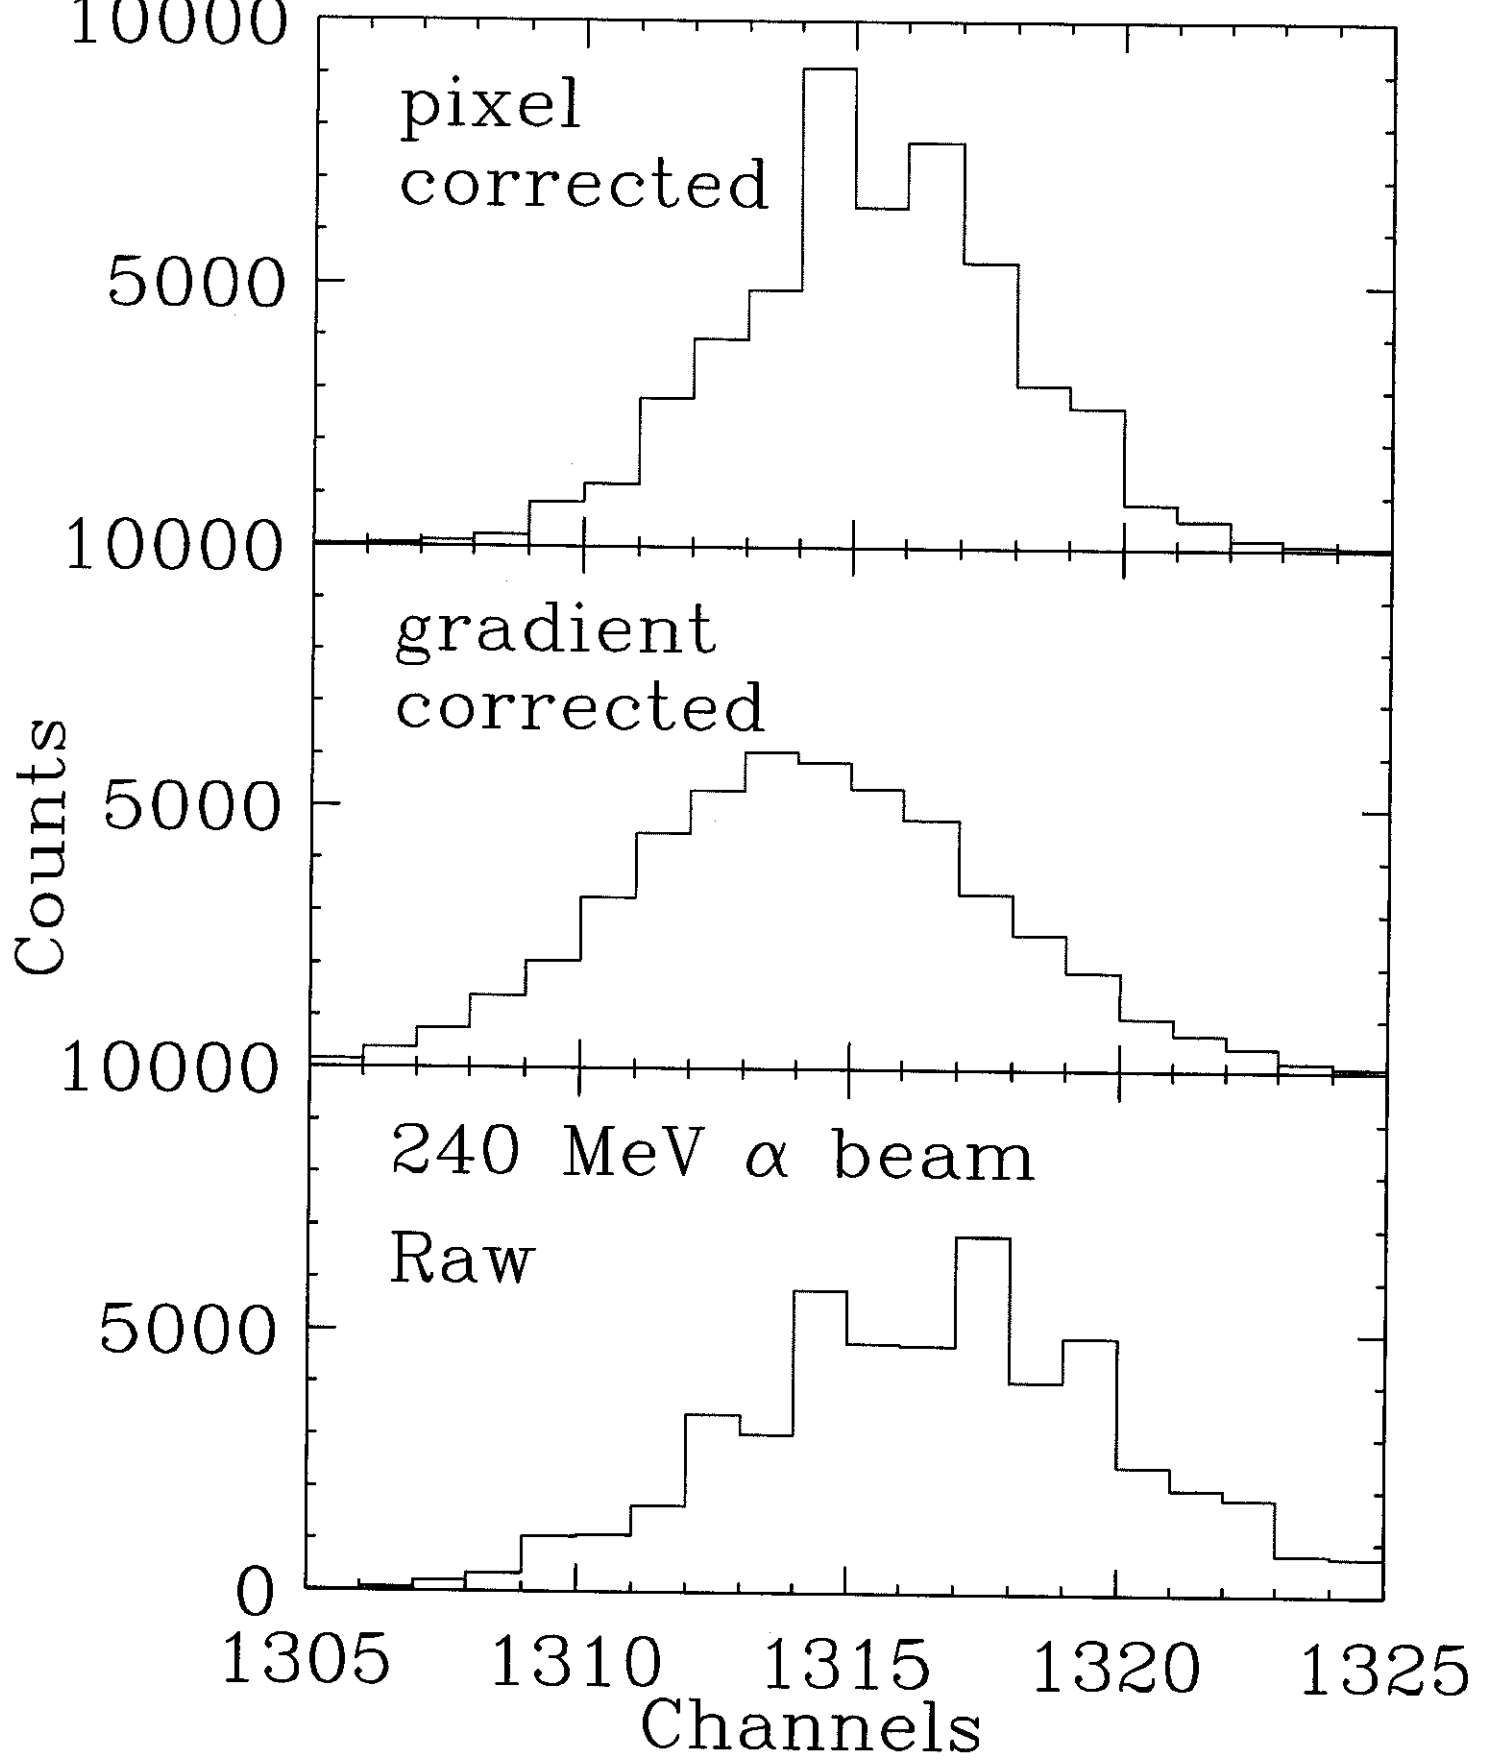 10000
pixel
corrected
5000
10000
gradient
corrected
5000
Counts
10000
240 MeV α beam
Raw
5000
0
1305 1310 1315 1320 1325
Channels